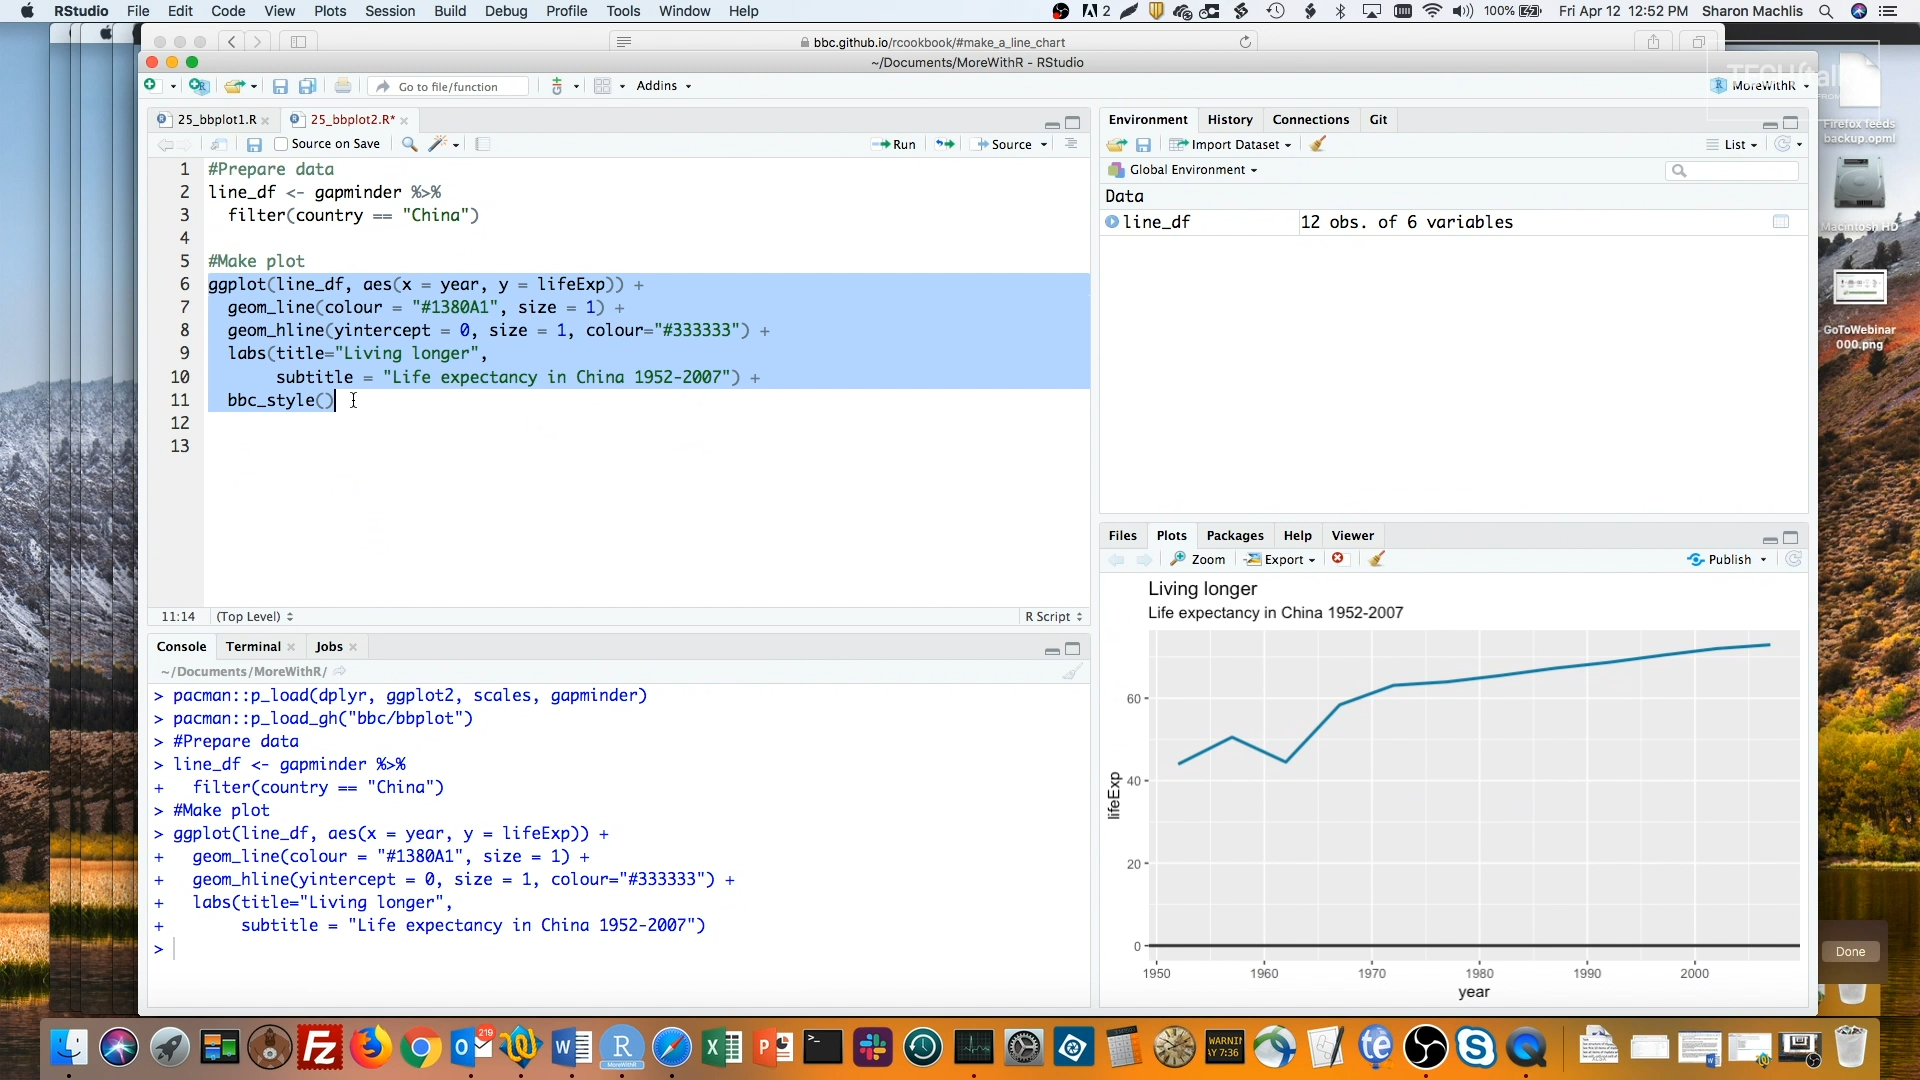 RStudio File Edit Code View Plots Session Build Debug Profile Tools Window Help
2 100% Fri Apr 12 12:52 PM Sharon Machlis
bbc.github.io/rcookbook/#make_a_line_chart
~/Documents/MoreWithR - RStudio
Go to file/function Addins MoreWithR
25_bbplot1.R 25_bbplot2.R*
Source on Save Run Source
1 #Prepare data
2 line_df <- gapminder %>%
3 filter(country == "China")
4
5 #Make plot
6 ggplot(line_df, aes(x = year, y = lifeExp)) +
7 geom_line(colour = "#1380A1", size = 1) +
8 geom_hline(yintercept = 0, size = 1, colour="#333333") +
9 labs(title="Living longer",
10 subtitle = "Life expectancy in China 1952-2007") +
11 bbc_style()
12
13
11:14 (Top Level) R Script
Console Terminal Jobs
~/Documents/MoreWithR/
> pacman::p_load(dplyr, ggplot2, scales, gapminder)
> pacman::p_load_gh("bbc/bbplot")
> #Prepare data
> line_df <- gapminder %>%
+ filter(country == "China")
> #Make plot
> ggplot(line_df, aes(x = year, y = lifeExp)) +
+ geom_line(colour = "#1380A1", size = 1) +
+ geom_hline(yintercept = 0, size = 1, colour="#333333") +
+ labs(title="Living longer",
+ subtitle = "Life expectancy in China 1952-2007")
>
Environment History Connections Git
Import Dataset List
Global Environment
Data
line_df 12 obs. of 6 variables
Files Plots Packages Help Viewer
Zoom Export Publish
Living longer
Life expectancy in China 1952-2007
lifeExp
60
40
20
0
1950 1960 1970 1980 1990 2000
year
Firefox feeds
backup.opml
Macintosh HD
GoToWebinar
000.png
Done
219
MoreWithR